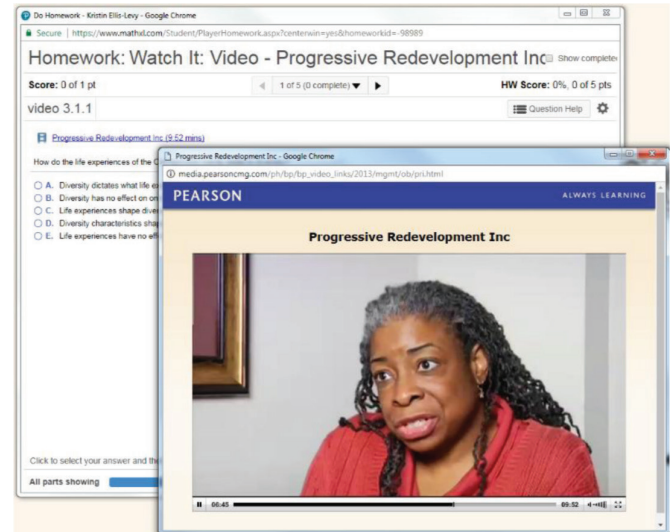 Do Homework - Kristin Ellis-Levy - Google Chrome
Secure | https://www.mathxl.com/Student/PlayerHomework.aspx?centerwin=yes&homeworkid=-98989
Homework: Watch It: Video - Progressive Redevelopment Inc
Show complete
Score: 0 of 1 pt
1 of 5 (0 complete)
HW Score: 0%, 0 of 5 pts
video 3.1.1
Question Help
Progressive Redevelopment Inc (9:52 mins)
How do the life experiences of the
A. Diversity dictates what life
B. Diversity has no effect on
C. Life experiences shape
D. Diversity characteristics
E. Life experiences have no
Click to select your answer and
All parts showing
Progressive Redevelopment Inc - Google Chrome
media.pearsoncmg.com/ph/bp/bp_video_links/2013/mgmt/ob/pri.html
PEARSON
ALWAYS LEARNING
Progressive Redevelopment Inc
06:45
09:52